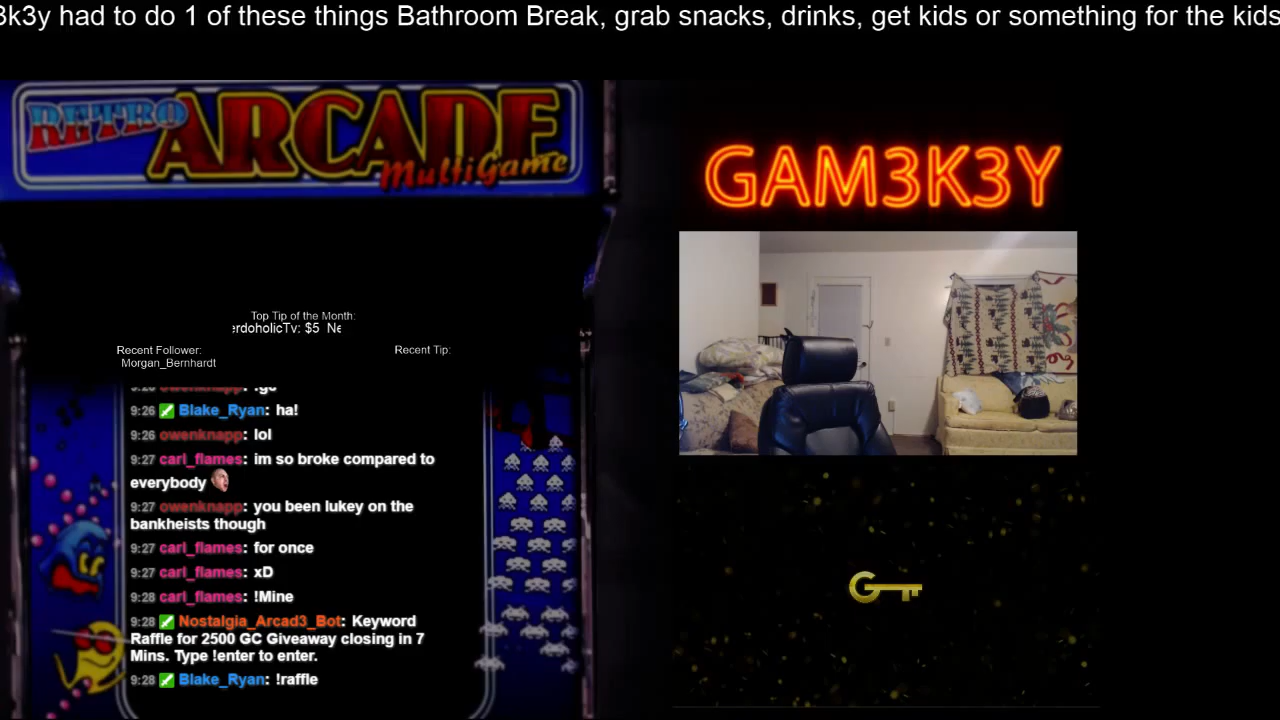 3k3y had to do 1 of these things Bathroom Break, grab snacks, drinks, get kids or something for the kids
RETRO ARCADE
MultiGame
GAM3K3Y
Top Tip of the Month:
erdoholicTv: $5 Ne
Recent Follower:
Morgan_Bernhardt
Recent Tip:
owenknapp: !go
9:26 Blake_Ryan: ha!
9:26 owenknapp: lol
9:27 carl_flames: im so broke compared to
everybody
9:27 owenknapp: you been lukey on the
bankheists though
9:27 carl_flames: for once
9:27 carl_flames: xD
9:28 carl_flames: !Mine
9:28 Nostalgia_Arcad3_Bot: Keyword
Raffle for 2500 GC Giveaway closing in 7
Mins. Type !enter to enter.
9:28 Blake_Ryan: !raffle